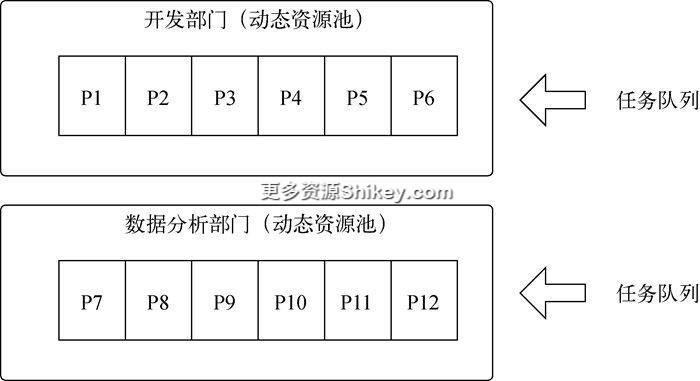 开发部门（动态资源池）
P1 P2 P3 P4 P5 P6
任务队列
更多资源Shikey.com
数据分析部门（动态资源池）
P7 P8 P9 P10 P11 P12
任务队列